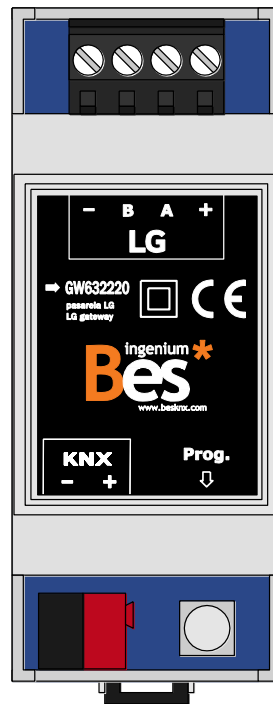 − B A +
LG
➡ GW632220
pasarela LG
LG gateway
CE
ingenium*
Bes
www.besknx.com
KNX
− +
Prog.